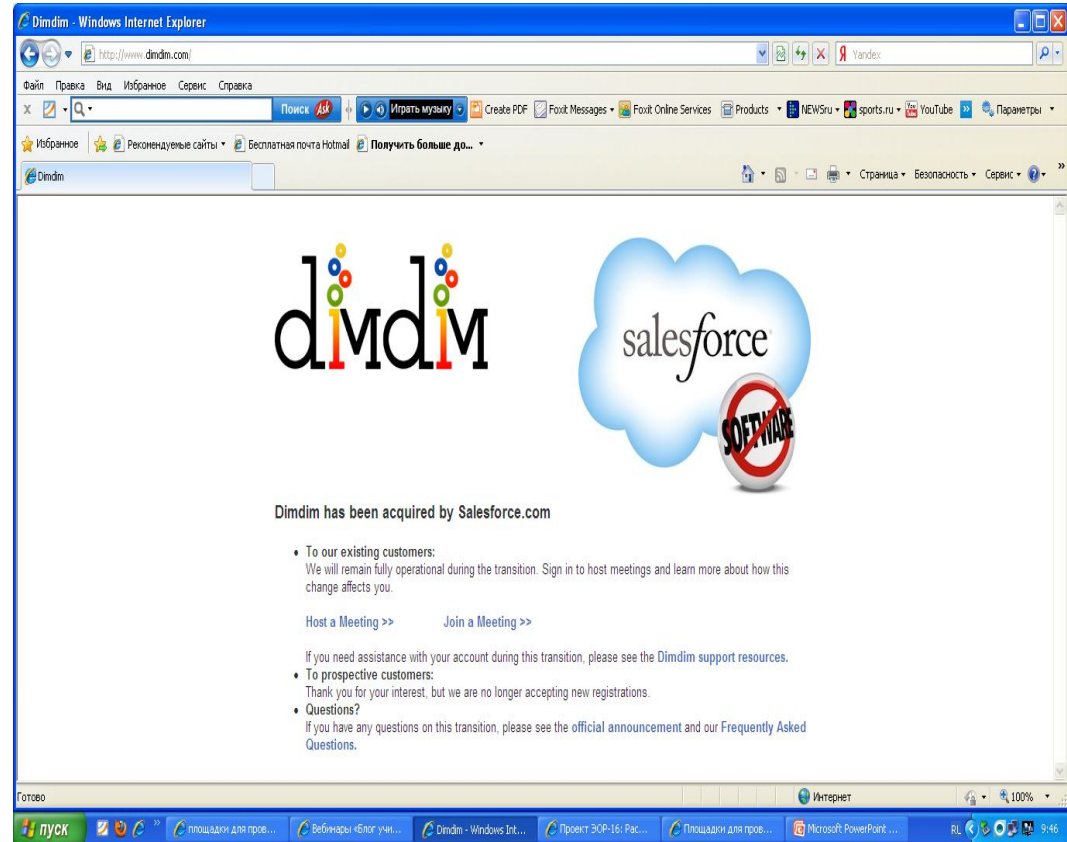 Dimdim - Windows Internet Explorer
http://www.dimdim.com/
Yandex
Файл Правка Вид Избранное Сервис Справка
Поиск Ask Играть музыку Create PDF Foxit Messages Foxit Online Services Products NEWSru sports.ru YouTube Параметры
Избранное Рекомендуемые сайты Бесплатная почта Hotmail Получить больше до...
Dimdim Страница Безопасность Сервис
dimdim
salesforce
SOFTWARE
Dimdim has been acquired by Salesforce.com
• To our existing customers:
We will remain fully operational during the transition. Sign in to host meetings and learn more about how this
change affects you.
Host a Meeting >> Join a Meeting >>
If you need assistance with your account during this transition, please see the Dimdim support resources.
• To prospective customers:
Thank you for your interest, but we are no longer accepting new registrations.
• Questions?
If you have any questions on this transition, please see the official announcement and our Frequently Asked
Questions.
Готово Интернет 100%
пуск площадки для пров... Вебинары «Блог учи... Dimdim - Windows Int... Проект ЭОР-16: Рас... Площадки для пров... Microsoft PowerPoint ... RL 9:46